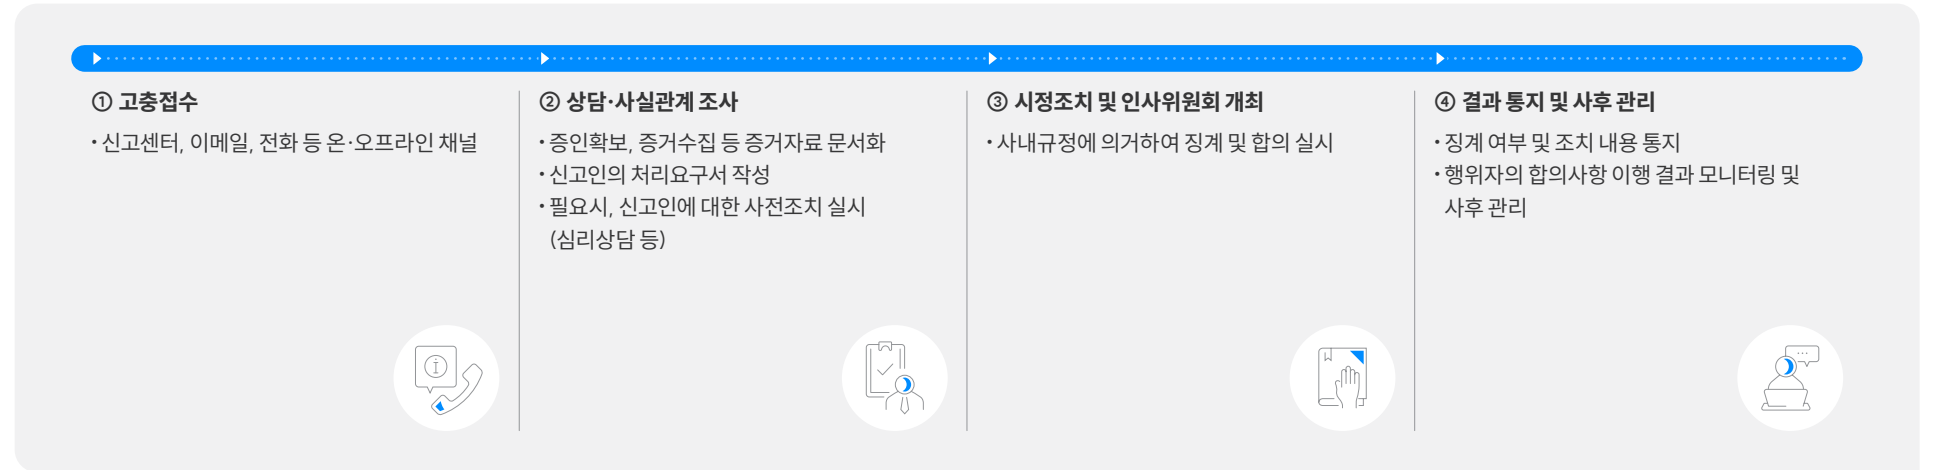 ① 고충접수
• 신고센터, 이메일, 전화 등 온·오프라인 채널
② 상담·사실관계 조사
• 증인확보, 증거수집 등 증거자료 문서화
• 신고인의 처리요구서 작성
• 필요시, 신고인에 대한 사전조치 실시
(심리상담 등)
③ 시정조치 및 인사위원회 개최
• 사내규정에 의거하여 징계 및 합의 실시
④ 결과 통지 및 사후 관리
• 징계 여부 및 조치 내용 통지
• 행위자의 합의사항 이행 결과 모니터링 및
사후 관리